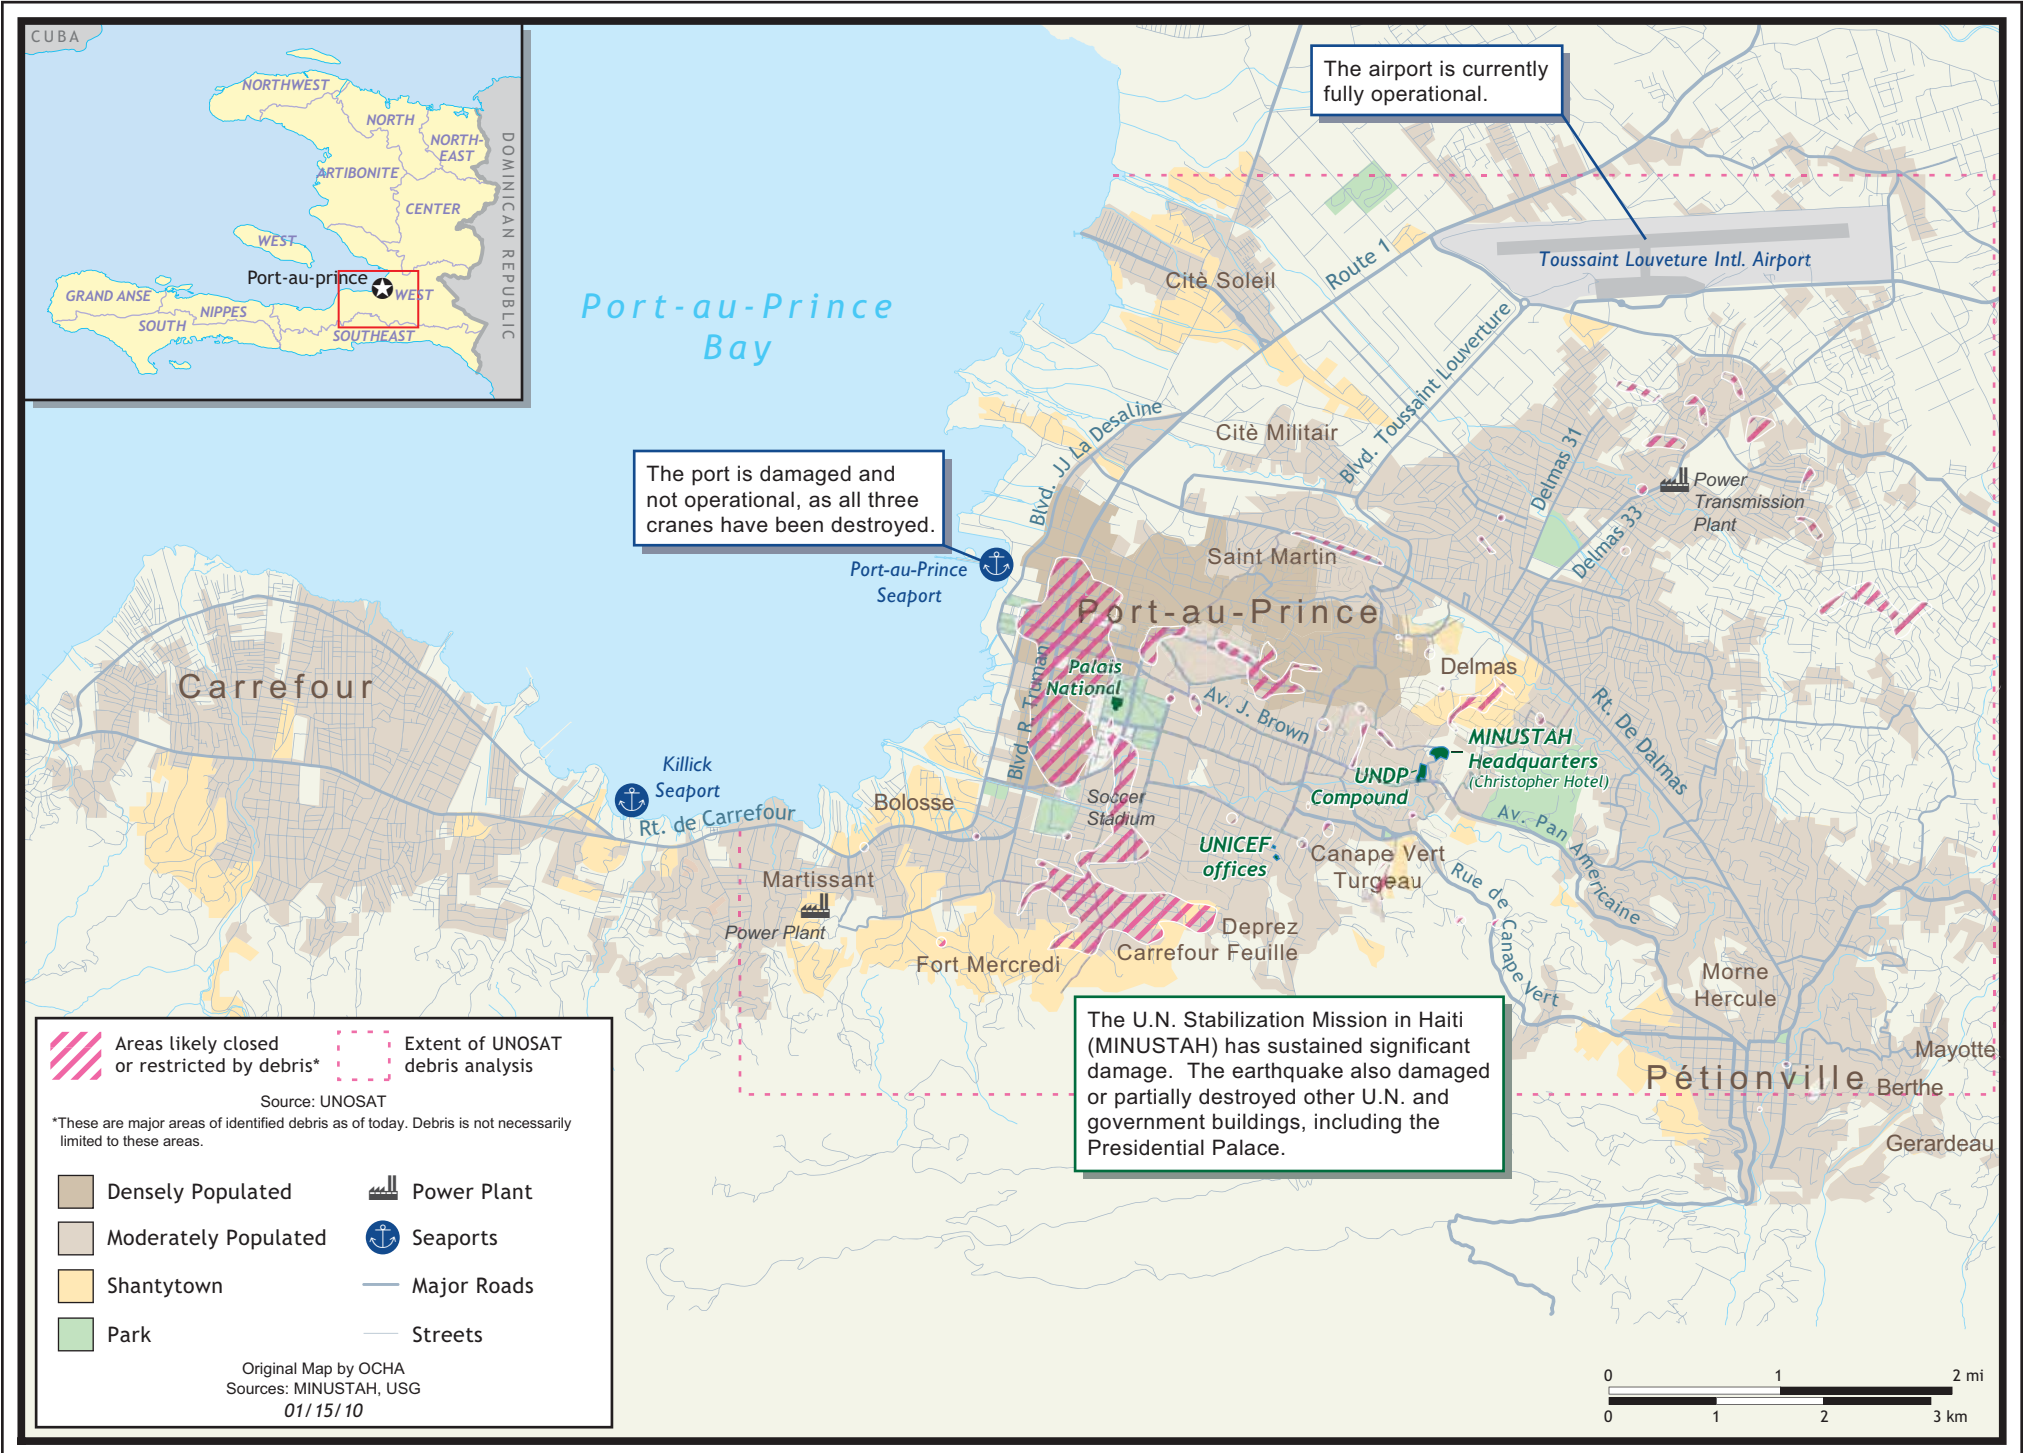 CUBA
NORTHWEST
NORTH
NORTH-
EAST
ARTIBONITE
CENTER
DOMINICAN REPUBLIC
WEST
Port-au-prince
WEST
GRAND ANSE
NIPPES
SOUTH
SOUTHEAST
The airport is currently
fully operational.
Port-au-Prince
Bay
Citè Soleil
Route 1
Toussaint Louveture Intl. Airport
Blvd. Toussaint Louverture
Blvd. JJ La Desaline
Citè Militair
Delmas 31
The port is damaged and
not operational, as all three
cranes have been destroyed.
Power
Transmission
Plant
Delmas 33
Saint Martin
Port-au-Prince
Seaport
Port-au-Prince
Carrefour
Palais
National
Blvd. R. Truman
Delmas
Av. J. Brown
Rt. De Dalmas
MINUSTAH
Headquarters
(Christopher Hotel)
UNDP
Compound
Killick
Seaport
Rt. de Carrefour
Bolosse
Soccer
Stadium
UNICEF
offices
Canape Vert
Turgeau
Av. Pan Americaine
Rue de Canape Vert
Martissant
Power Plant
Deprez
Carrefour Feuille
Fort Mercredi
Morne
Hercule
Mayotte
Pétionville
Berthe
Gerardeau
The U.N. Stabilization Mission in Haiti
(MINUSTAH) has sustained significant
damage. The earthquake also damaged
or partially destroyed other U.N. and
government buildings, including the
Presidential Palace.
Areas likely closed
or restricted by debris*
Extent of UNOSAT
debris analysis
Source: UNOSAT
*These are major areas of identified debris as of today. Debris is not necessarily
limited to these areas.
Densely Populated
Power Plant
Moderately Populated
Seaports
Shantytown
Major Roads
Park
Streets
Original Map by OCHA
Sources: MINUSTAH, USG
01/15/10
0 1 2 mi
0 1 2 3 km